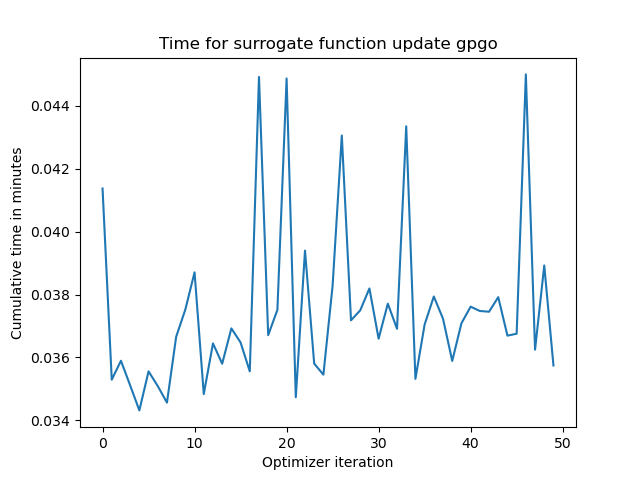 Time for surrogate function update gpgo
Cumulative time in minutes
0.044
0.042
0.040
0.038
0.036
0.034
0 10 20 30 40 50
Optimizer iteration